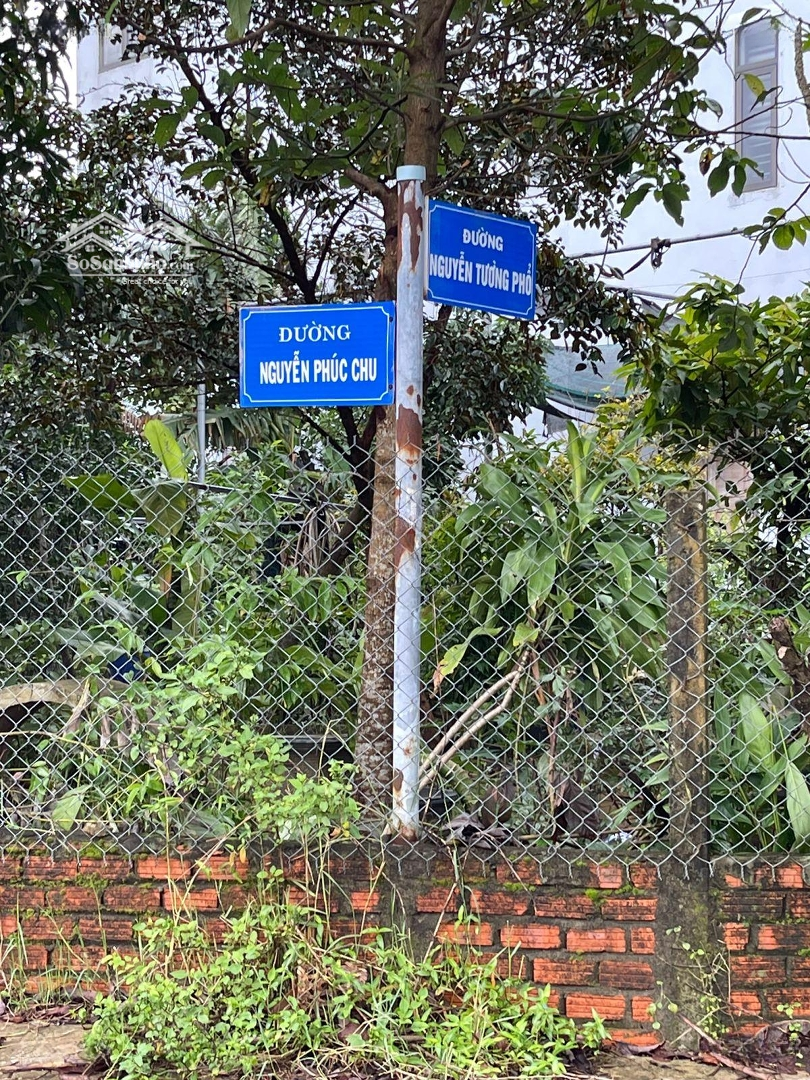 ĐƯỜNG
NGUYỄN TƯỜNG PHỔ
ĐƯỜNG
NGUYỄN PHÚC CHU